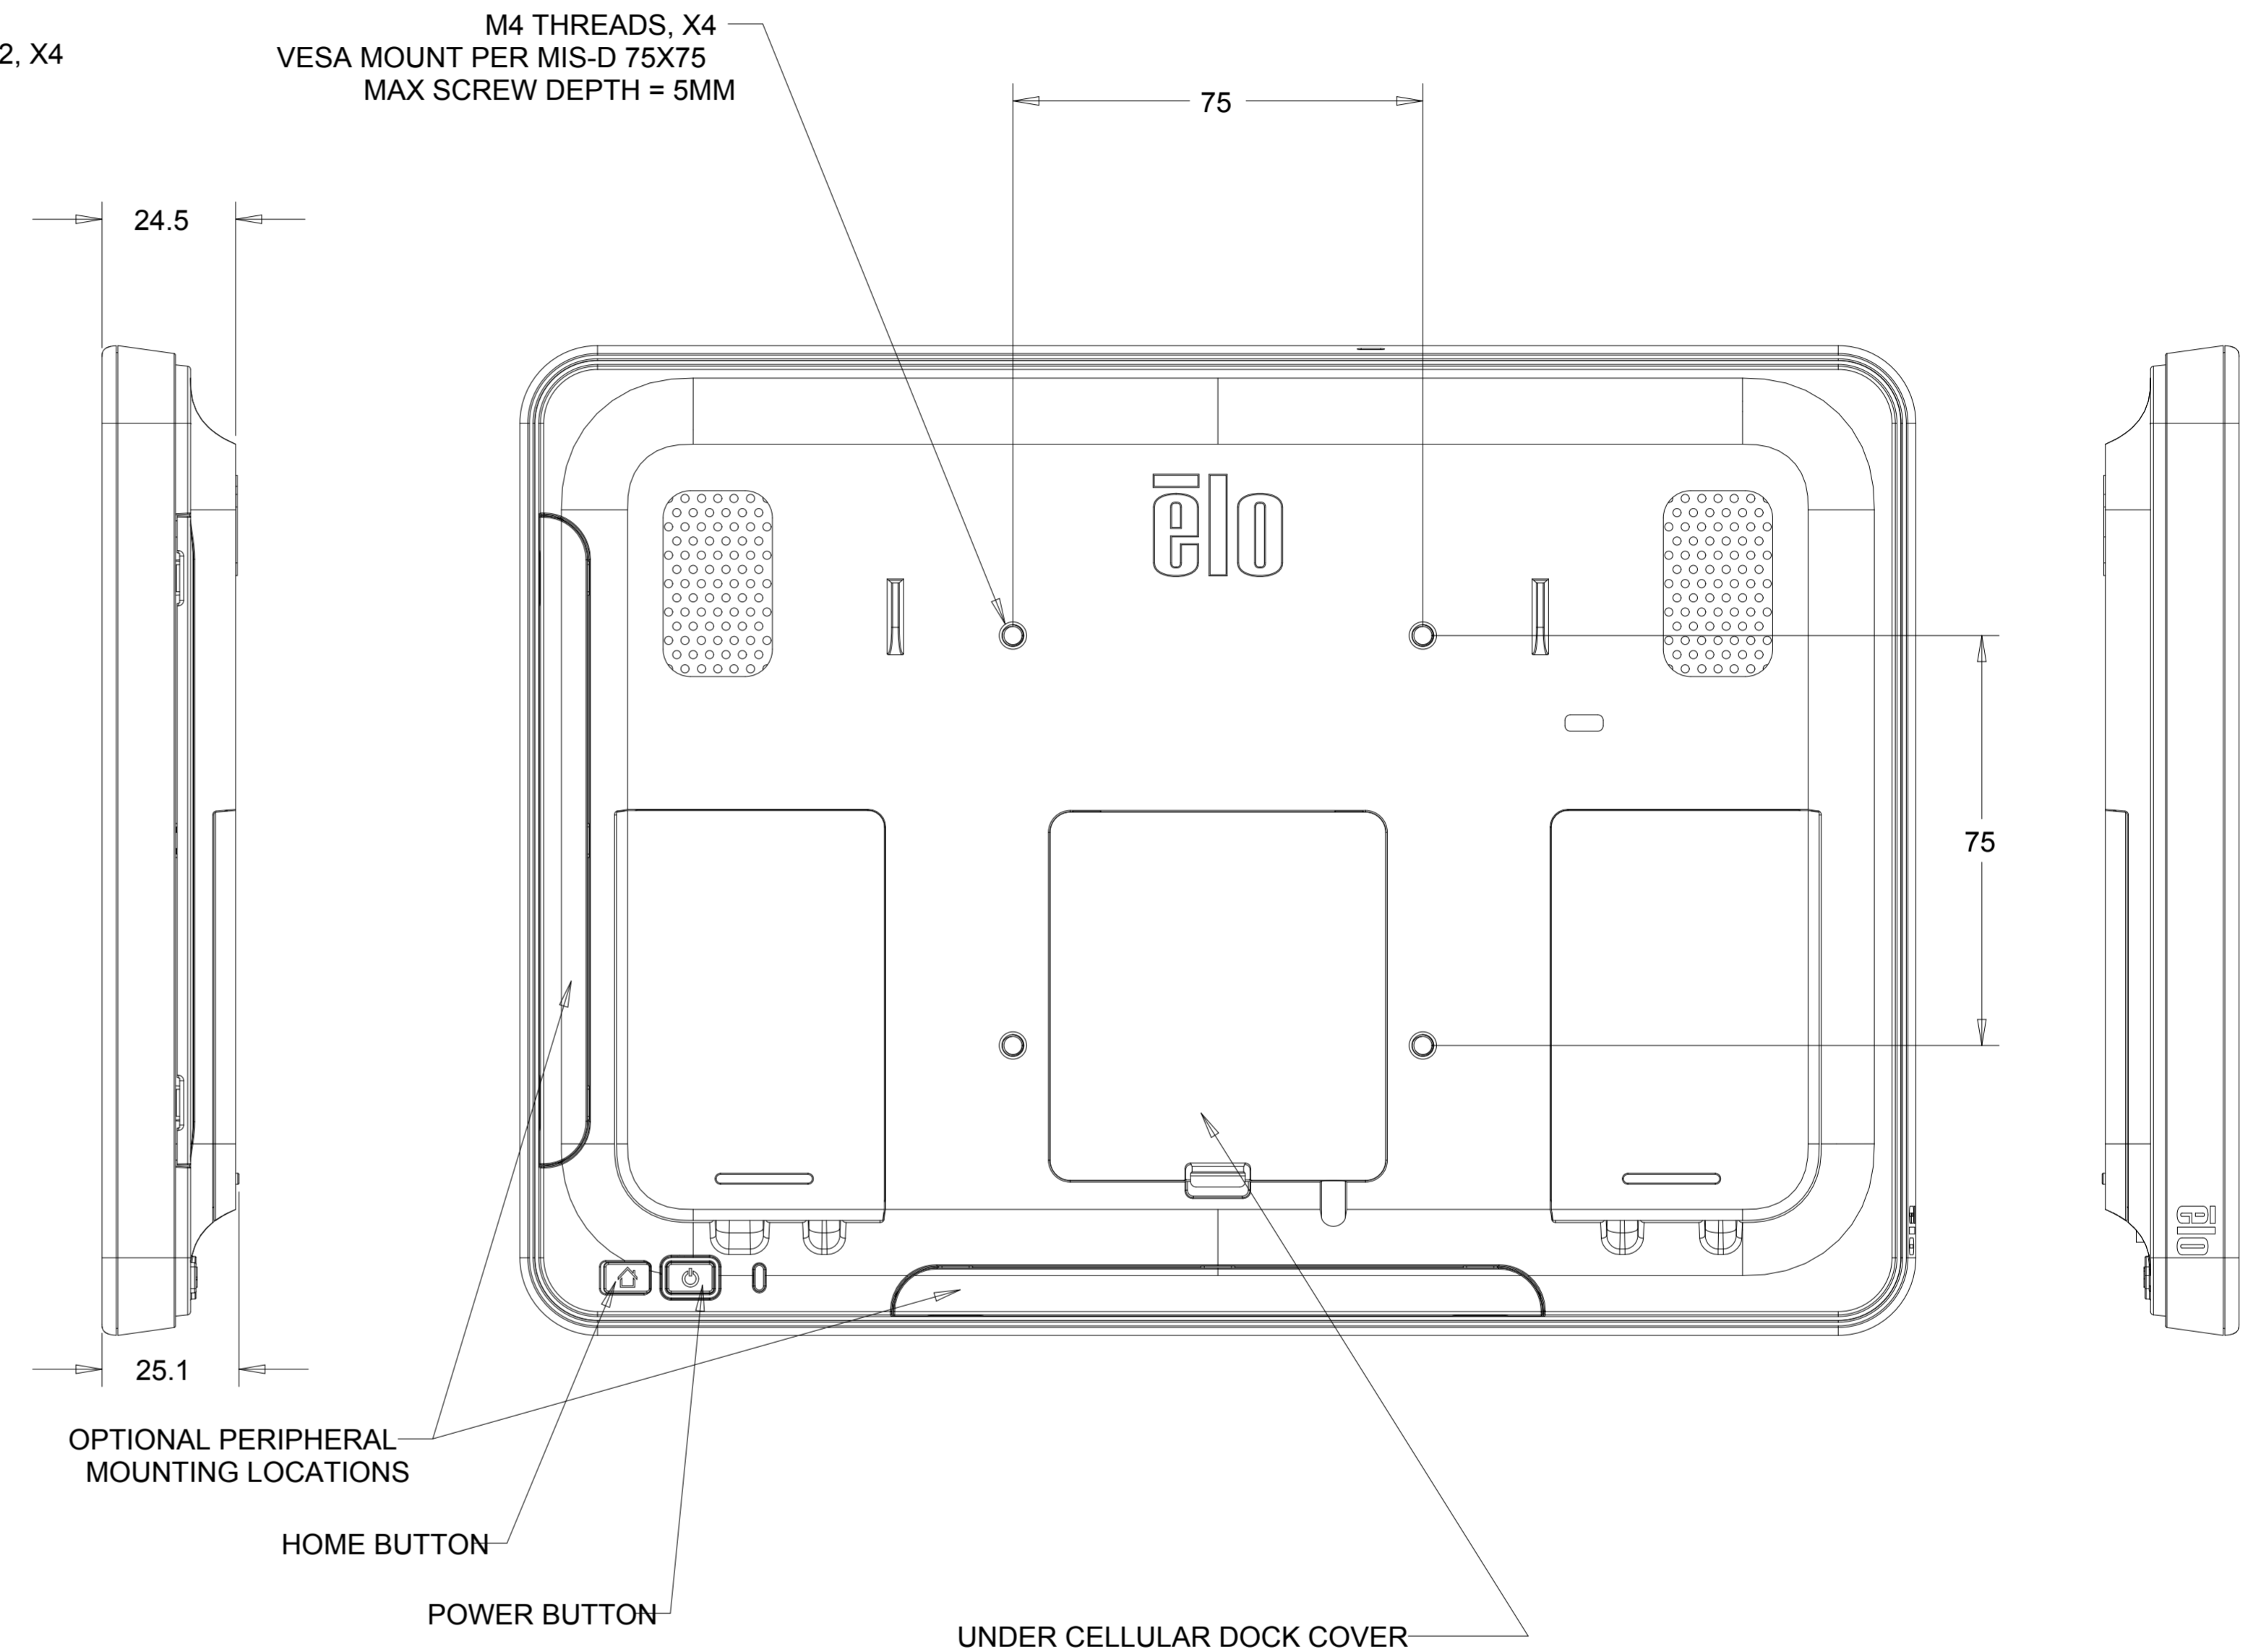 2, X4
M4 THREADS, X4
VESA MOUNT PER MIS-D 75X75
MAX SCREW DEPTH = 5MM
75
24.5
ēlo
75
elo
25.1
OPTIONAL PERIPHERAL
MOUNTING LOCATIONS
HOME BUTTON
POWER BUTTON
UNDER CELLULAR DOCK COVER